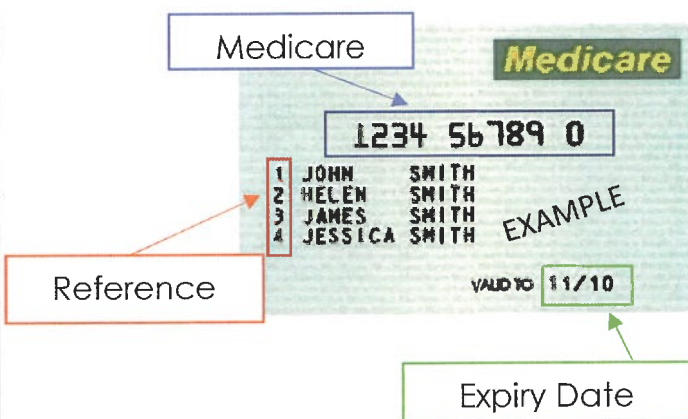 Medicare
Medicare
1234 56789 0
1 JOHN SMITH
2 HELEN SMITH
3 JAMES SMITH
4 JESSICA SMITH
EXAMPLE
Reference
VALID TO 11/10
Expiry Date